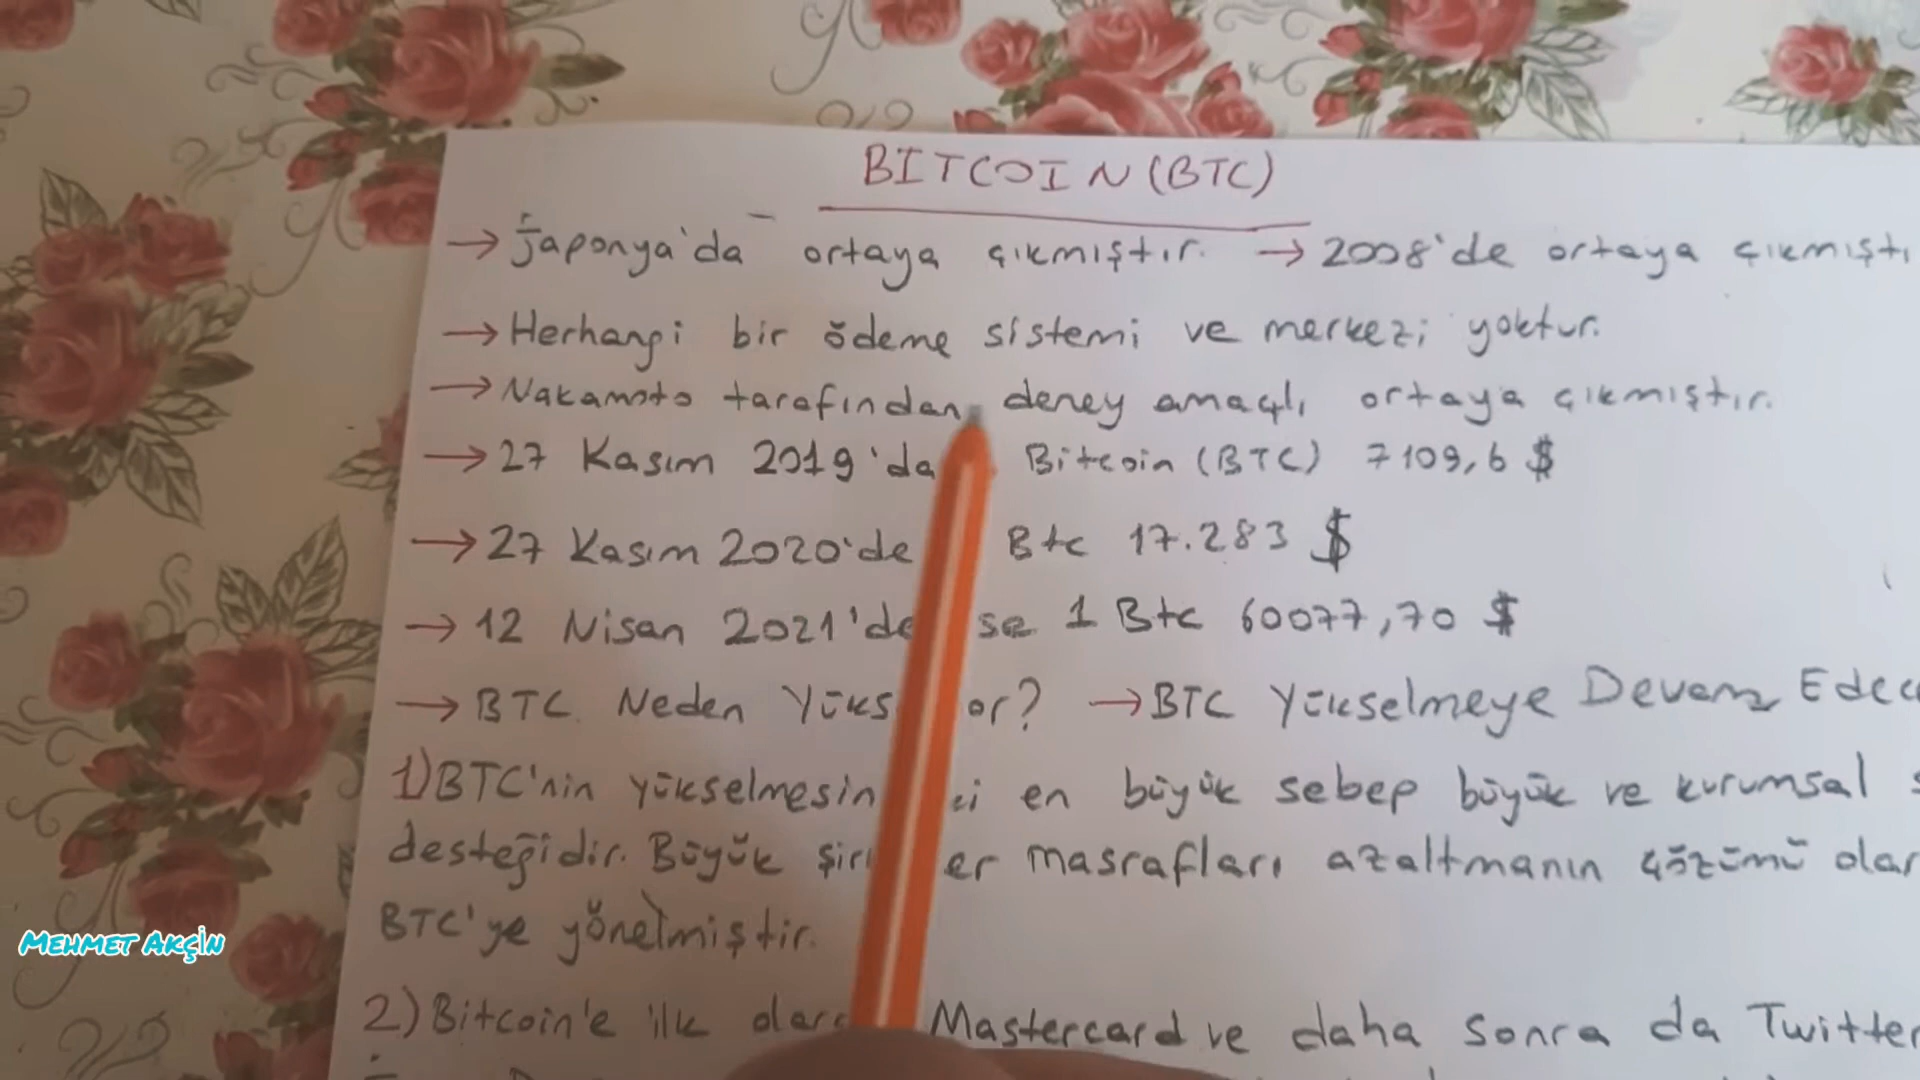 BITCOIN (BTC)
→ Japonya'da ortaya çıkmıştır. → 2008'de ortaya çıkmıştı
→ Herhangi bir ödeme sistemi ve merkezi yoktur.
→ Nakamoto tarafından deney amaçlı ortaya çıkmıştır.
→ 27 Kasım 2019'da Bitcoin (BTC) 7109,6 $
→ 27 Kasım 2020'de Btc 17.283 $
→ 12 Nisan 2021'de se 1 Btc 60077,70 $
→ BTC Neden Yüks or? → BTC Yükselmeye Devam Edec
1) BTC'nin yükselmesin ki en büyük sebep büyük ve kurumsal
desteğidir. Büyük şir er masrafları azaltmanın çözümü olar
BTC'ye yönelmiştir.
MEHMET AKÇİN
2) Bitcoin'e ilk olara Mastercard ve daha sonra da Twitter